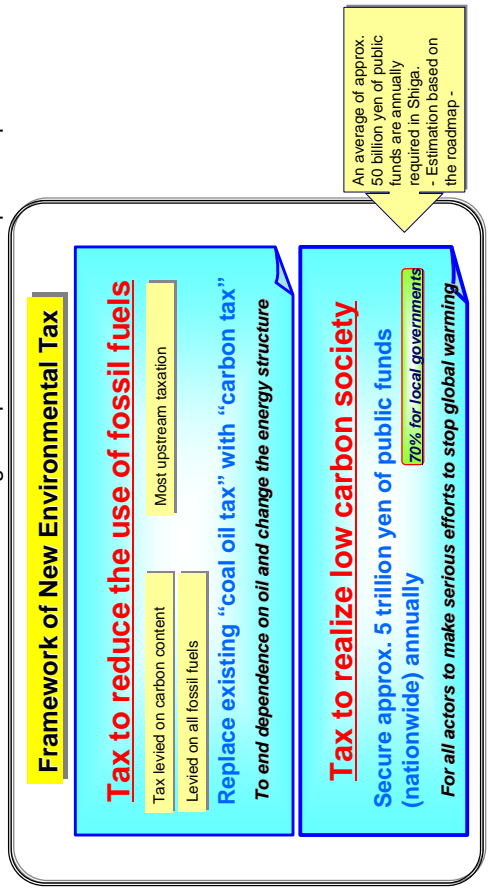 Framework of New Environmental Tax
Tax to reduce the use of fossil fuels
Tax levied on carbon content
Most upstream taxation
Levied on all fossil fuels
Replace existing “coal oil tax” with “carbon tax”
To end dependence on oil and change the energy structure
Tax to realize low carbon society
Secure approx. 5 trillion yen of public funds
(nationwide) annually
70% for local governments
For all actors to make serious efforts to stop global warming
An average of approx.
50 billion yen of public
funds are annually
required in Shiga.
- Estimation based on
the roadmap -